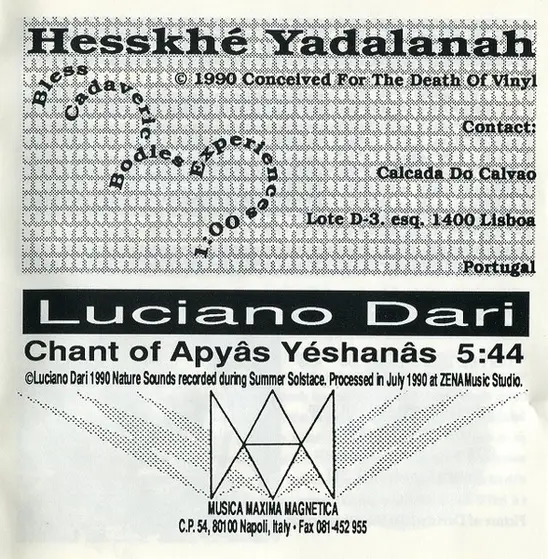 Hesskhé Yadalanah
Bless Cadaveric Bodies Experiences 00:1
© 1990 Conceived For The Death Of Vinyl
Contact:
Calcada Do Calvao
Lote D-3. esq. 1400 Lisboa
Portugal
Luciano Dari
Chant of Apyâs Yéshanâs 5:44
©Luciano Dari 1990 Nature Sounds recorded during Summer Solstace. Processed in July 1990 at ZENA Music Studio.
MUSICA MAXIMA MAGNETICA
C.P. 54, 80100 Napoli, Italy • Fax 081-452 955